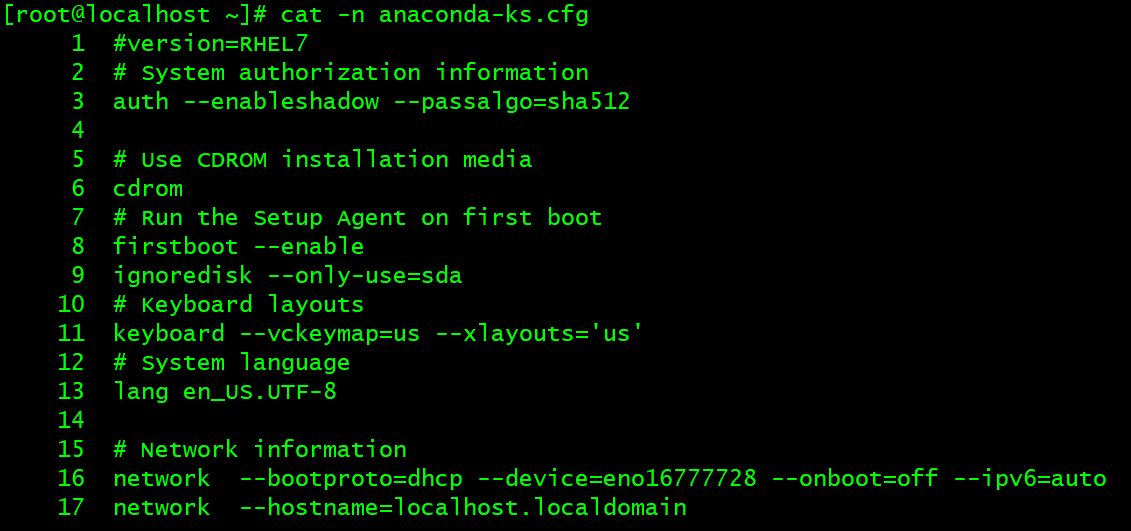 [root@localhost ~]# cat -n anaconda-ks.cfg
     1  #version=RHEL7
     2  # System authorization information
     3  auth --enableshadow --passalgo=sha512
     4
     5  # Use CDROM installation media
     6  cdrom
     7  # Run the Setup Agent on first boot
     8  firstboot --enable
     9  ignoredisk --only-use=sda
    10  # Keyboard layouts
    11  keyboard --vckeymap=us --xlayouts='us'
    12  # System language
    13  lang en_US.UTF-8
    14
    15  # Network information
    16  network  --bootproto=dhcp --device=eno16777728 --onboot=off --ipv6=auto
    17  network  --hostname=localhost.localdomain